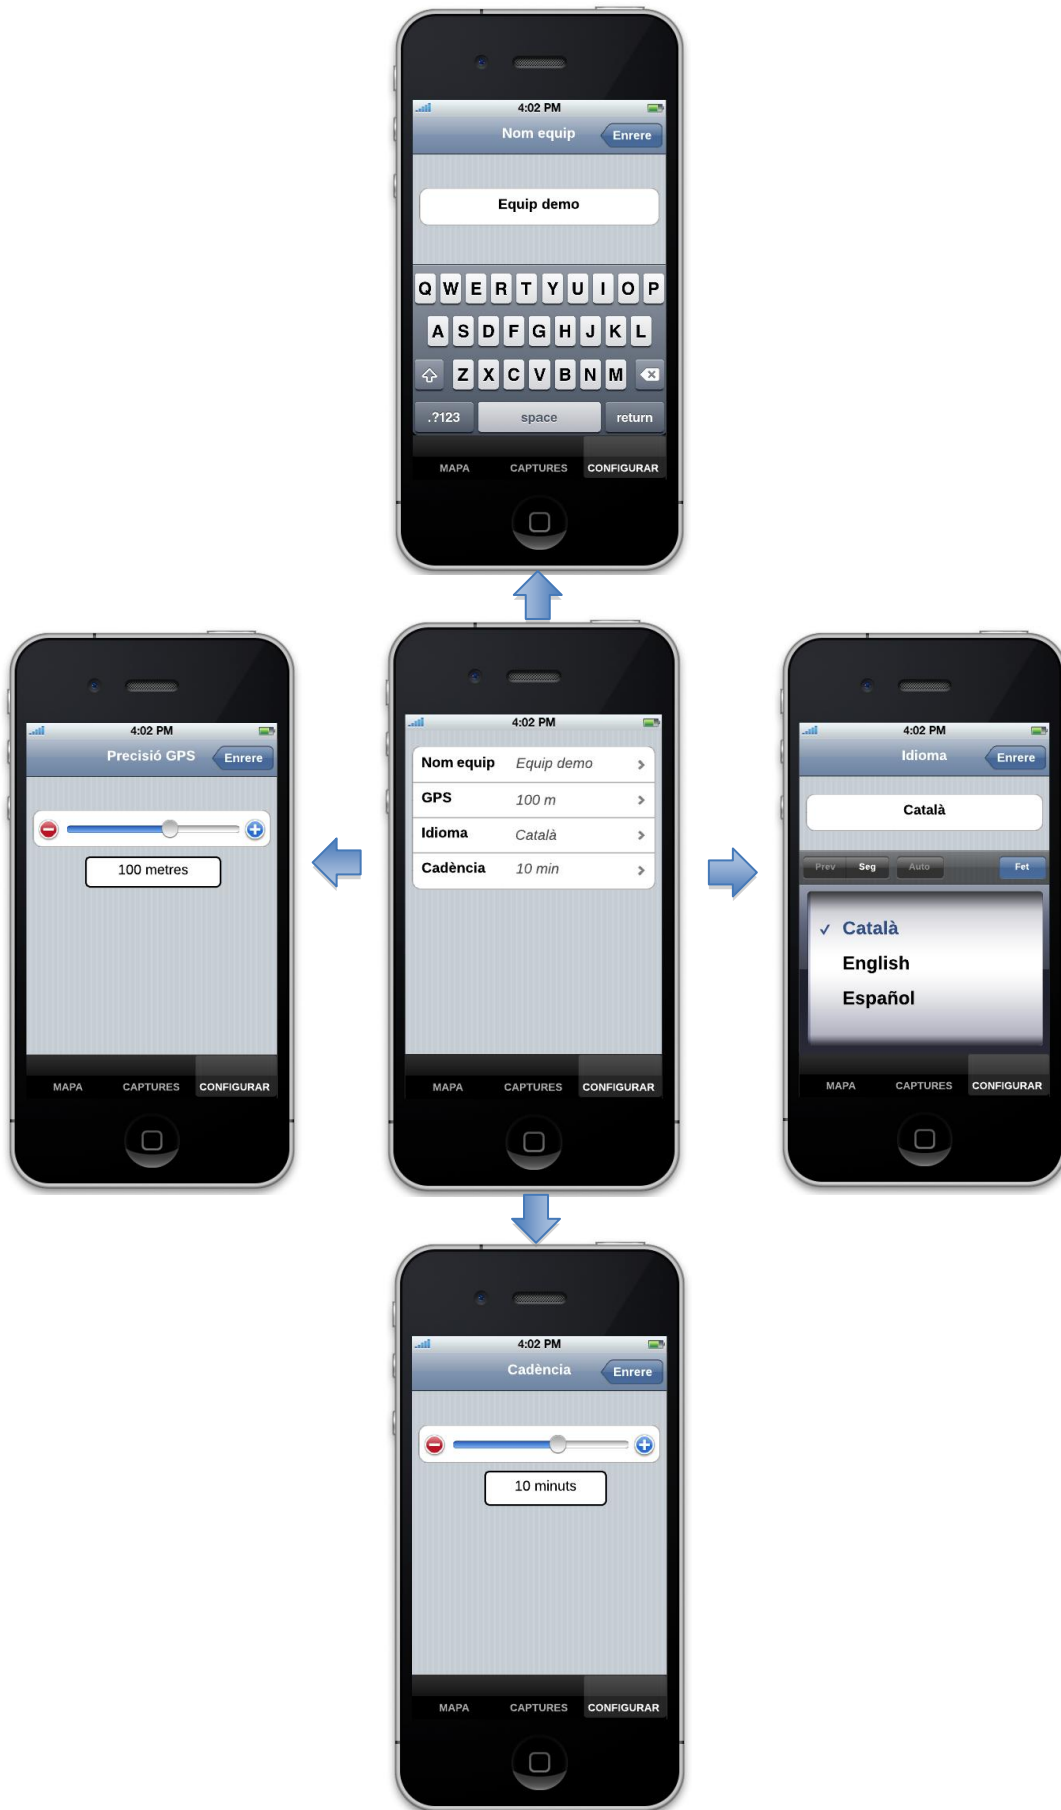 4:02 PM
Nom equip
Enrere
Equip demo
Q W E R T Y U I O P
A S D F G H J K L
Z X C V B N M
.?123 space return
MAPA CAPTURES CONFIGURAR
4:02 PM
Precisió GPS
Enrere
100 metres
MAPA CAPTURES CONFIGURAR
4:02 PM
Nom equip Equip demo
GPS 100 m
Idioma Català
Cadència 10 min
MAPA CAPTURES CONFIGURAR
4:02 PM
Idioma
Enrere
Català
Prev Seg Auto Fet
Català
English
Español
MAPA CAPTURES CONFIGURAR
4:02 PM
Cadència
Enrere
10 minuts
MAPA CAPTURES CONFIGURAR